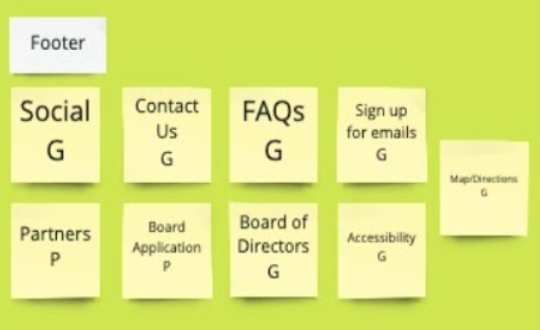 Footer
Social
G
Contact
Us
G
FAQs
G
Sign up
for emails
G
Map/Directions
G
Partners
P
Board
Application
P
Board of
Directors
G
Accessibility
G